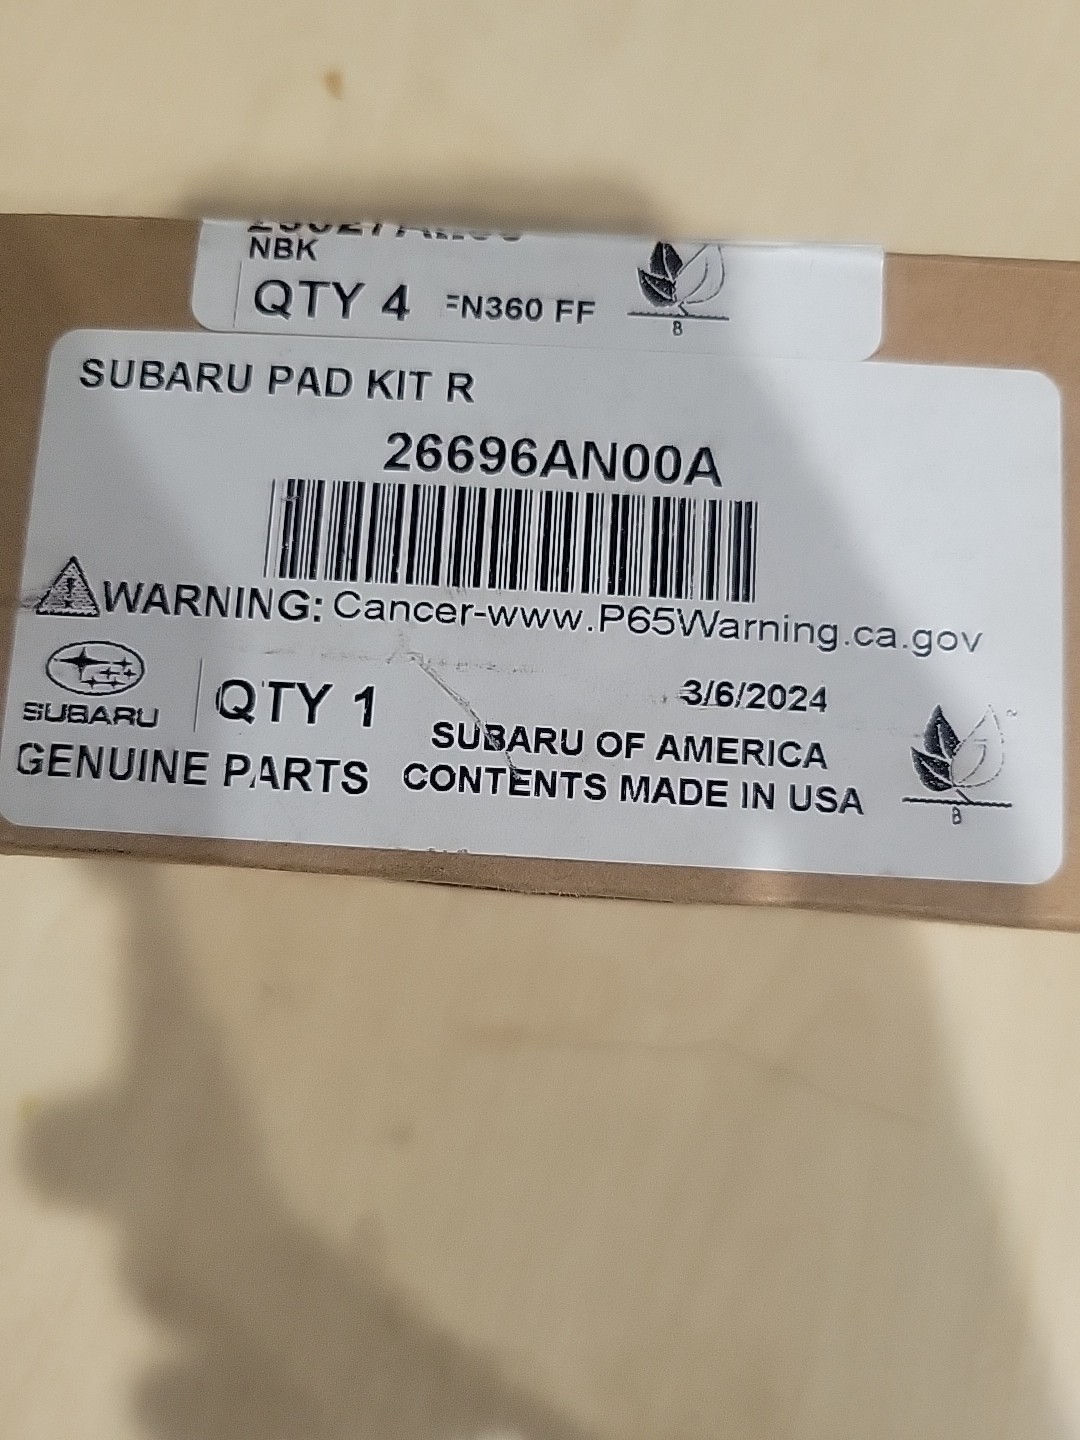 NBK
QTY 4 FN360 FF
B
SUBARU PAD KIT R
26696AN00A
WARNING: Cancer-www.P65Warning.ca.gov
SUBARU
QTY 1
3/6/2024
GENUINE PARTS
SUBARU OF AMERICA
CONTENTS MADE IN USA
B